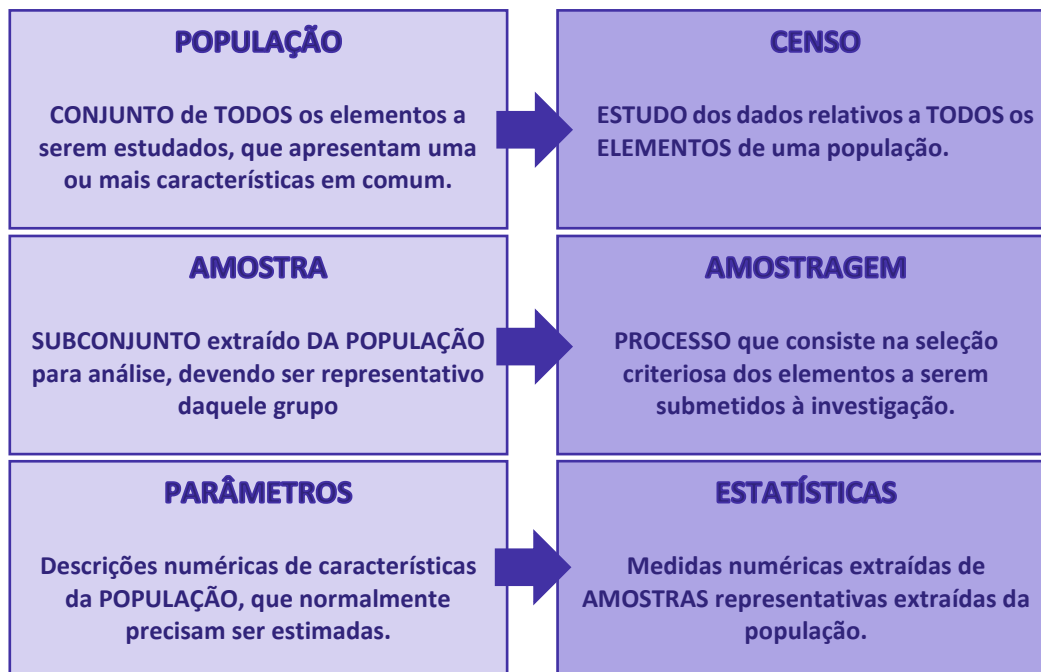 POPULAÇÃO
CONJUNTO de TODOS os elementos a
serem estudados, que apresentam uma
ou mais características em comum.
CENSO
ESTUDO dos dados relativos a TODOS os
ELEMENTOS de uma população.
AMOSTRA
SUBCONJUNTO extraído DA POPULAÇÃO
para análise, devendo ser representativo
daquele grupo
AMOSTRAGEM
PROCESSO que consiste na seleção
criteriosa dos elementos a serem
submetidos à investigação.
PARÂMETROS
Descrições numéricas de características
da POPULAÇÃO, que normalmente
precisam ser estimadas.
ESTATÍSTICAS
Medidas numéricas extraídas de
AMOSTRAS representativas extraídas da
população.